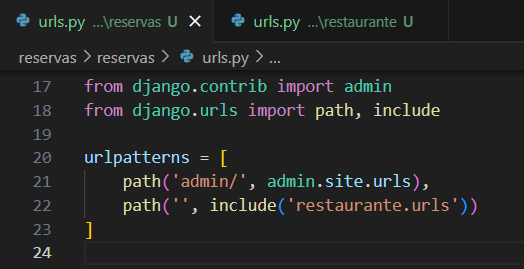 urls.py ...\reservas U X urls.py ...\restaurante U
reservas > reservas > urls.py > ...
17 from django.contrib import admin
18 from django.urls import path, include
19
20 urlpatterns = [
21     path('admin/', admin.site.urls),
22     path('', include('restaurante.urls'))
23 ]
24